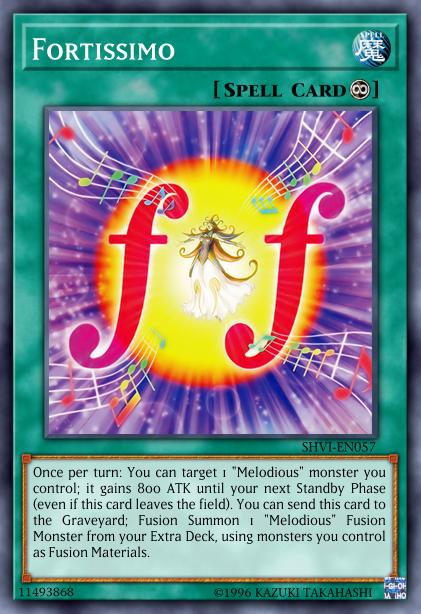 FORTISSIMO
SPELL
魔
[SPELL CARD]
ff
SHVI-EN057
Once per turn: You can target 1 "Melodious" monster you
control; it gains 800 ATK until your next Standby Phase
(even if this card leaves the field). You can send this card to
the Graveyard; Fusion Summon 1 "Melodious" Fusion
Monster from your Extra Deck, using monsters you control
as Fusion Materials.
11493868
©1996 KAZUKI TAKAHASHI